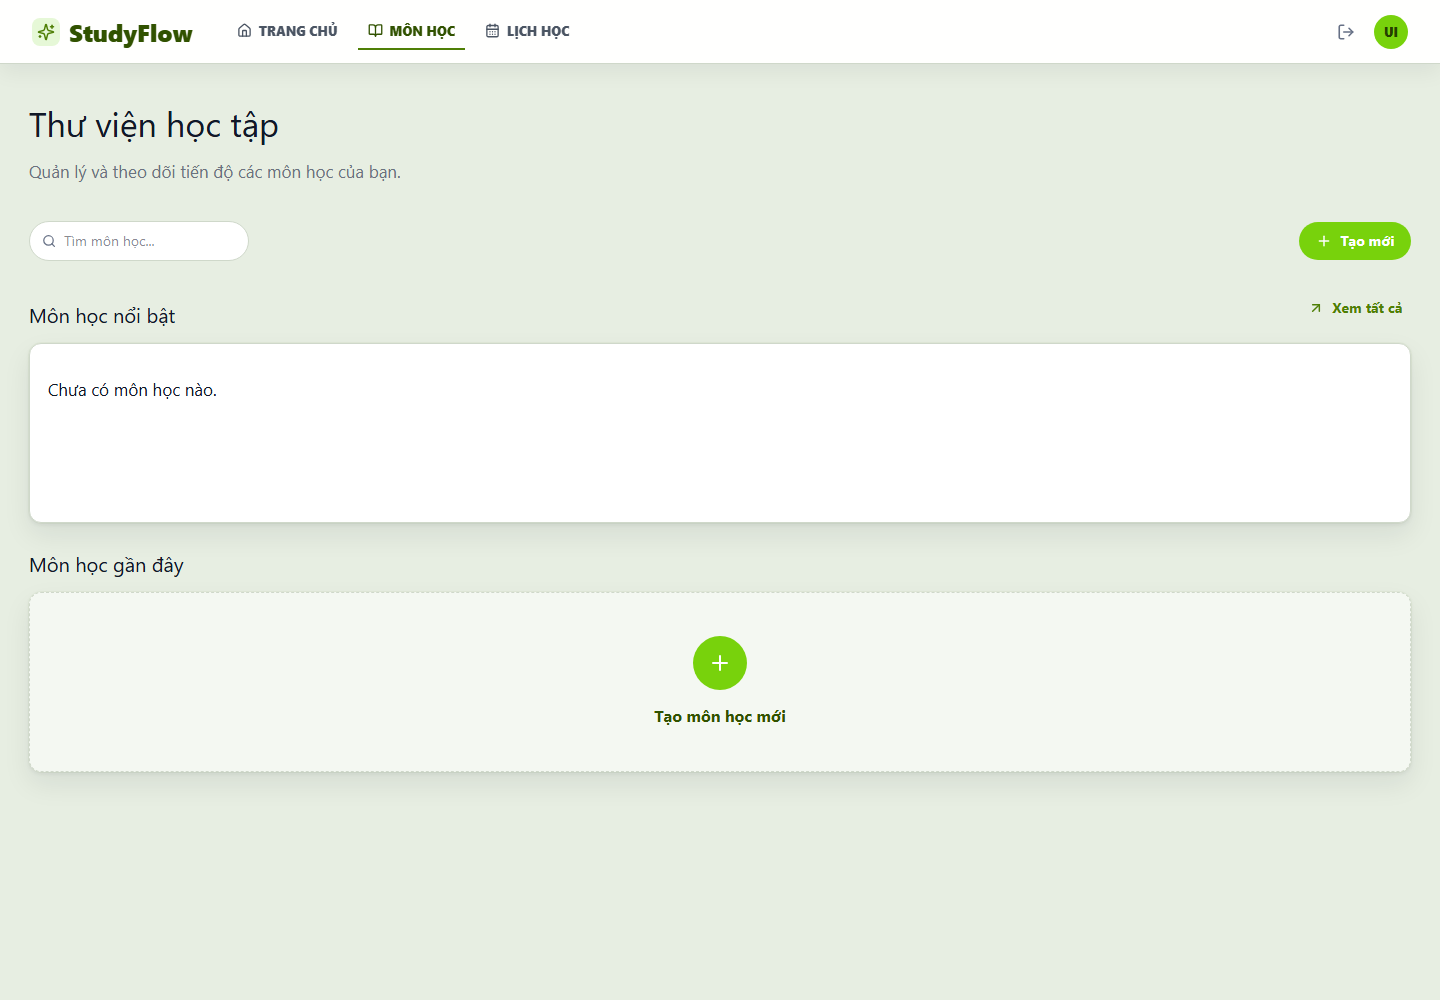 StudyFlow
TRANG CHỦ
MÔN HỌC
LỊCH HỌC
UI
Thư viện học tập
Quản lý và theo dõi tiến độ các môn học của bạn.
Tìm môn học...
Tạo mới
Môn học nổi bật
Xem tất cả
Chưa có môn học nào.
Môn học gần đây
Tạo môn học mới